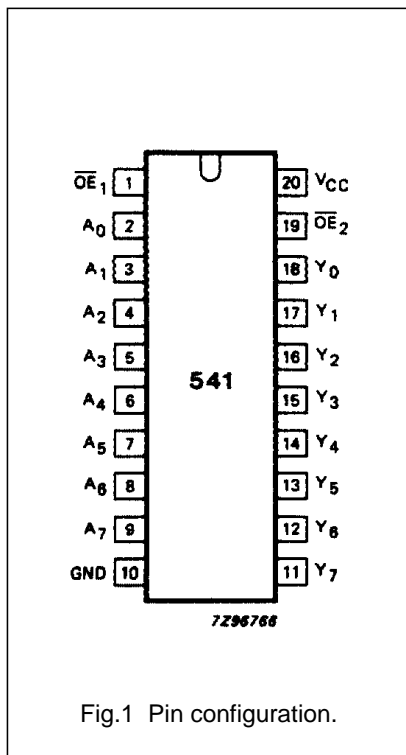 O̅E̅₁ 1 20 VCC
A₀ 2 19 O̅E̅₂
A₁ 3 18 Y₀
A₂ 4 17 Y₁
A₃ 5 16 Y₂
541
A₄ 6 15 Y₃
A₅ 7 14 Y₄
A₆ 8 13 Y₅
A₇ 9 12 Y₆
GND 10 11 Y₇
7Z96766
Fig.1 Pin configuration.